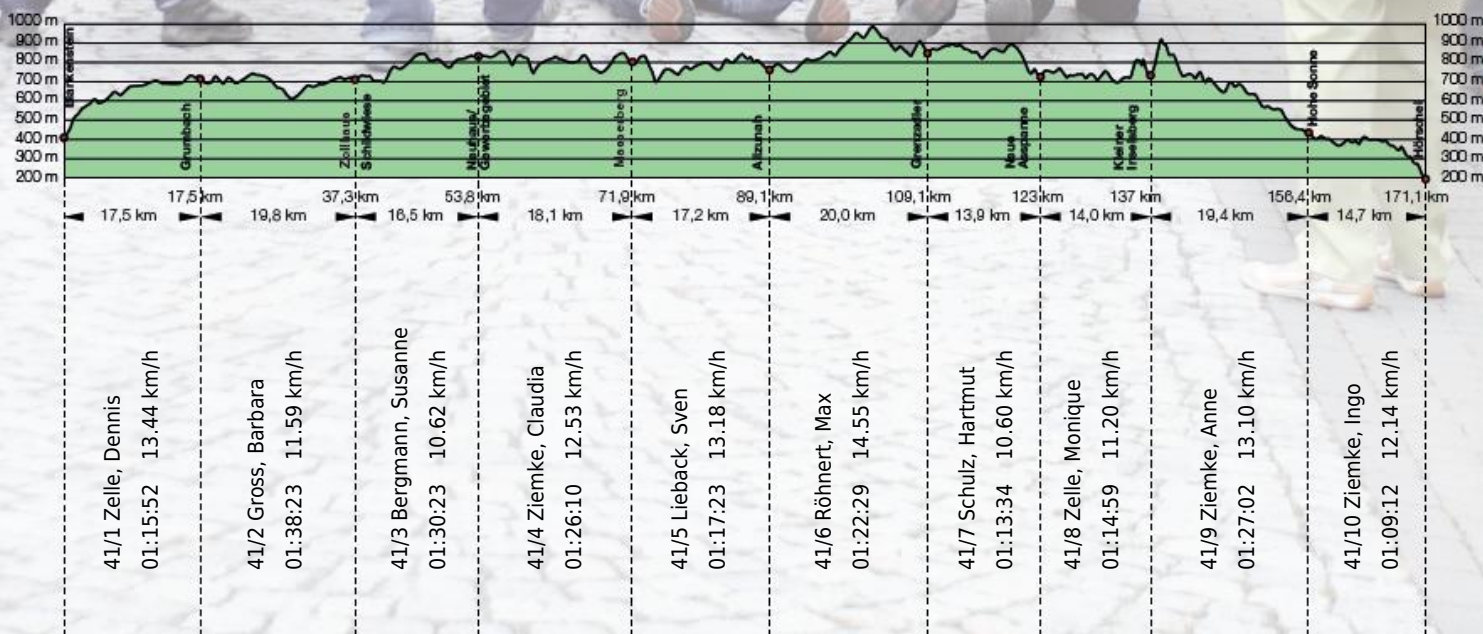 1000 m
900 m
800 m
700 m
600 m
500 m
400 m
300 m
200 m
1000 m
900 m
800 m
700 m
600 m
500 m
400 m
300 m
200 m
Grumbach
Zollhaus
Schildwiese
Neuhaus/
Masserberg
Allzunah
Grenzadler
Neue
Ausspanne
Kleiner
Inselsberg
Hohe Sonne
Hörschel
17,5 km
37,3 km
53,8 km
71,9 km
89,1 km
109,1 km
123 km
137 km
156,4 km
171,1 km
17,5 km
19,8 km
16,5 km
18,1 km
17,2 km
20,0 km
13,9 km
14,0 km
19,4 km
14,7 km
41/1 Zelle, Dennis
01:15:52 13.44 km/h
41/2 Gross, Barbara
01:38:23 11.59 km/h
41/3 Bergmann, Susanne
01:30:23 10.62 km/h
41/4 Ziemke, Claudia
01:26:10 12.53 km/h
41/5 Lieback, Sven
01:17:23 13.18 km/h
41/6 Röhnert, Max
01:22:29 14.55 km/h
41/7 Schulz, Hartmut
01:13:34 10.60 km/h
41/8 Zelle, Monique
01:14:59 11.20 km/h
41/9 Ziemke, Anne
01:27:02 13.10 km/h
41/10 Ziemke, Ingo
01:09:12 12.14 km/h